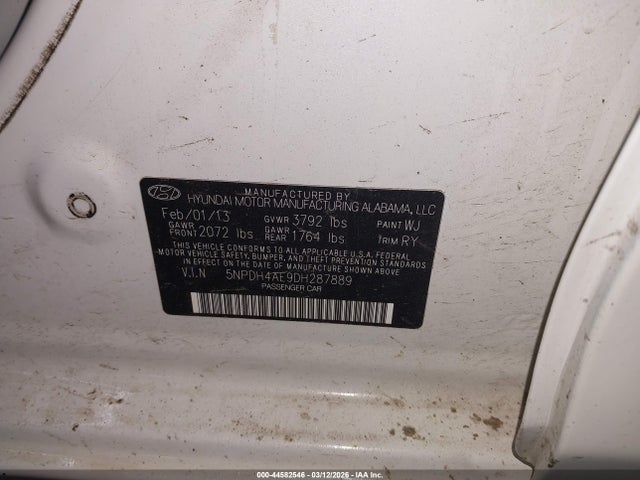 MANUFACTURED BY
HYUNDAI MOTOR MANUFACTURING ALABAMA, LLC
Feb/01/13 GVWR 3792 lbs PAINT WJ
GAWR FRONT 2072 lbs GAWR REAR 1764 lbs TRIM RY
THIS VEHICLE CONFORMS TO ALL APPLICABLE U.S.A FEDERAL
MOTOR VEHICLE SAFETY, BUMPER, AND THEFT PREVENTION STANDARDS
IN EFFECT ON THE DATE OF MANUFACTURE SHOWN ABOVE.
V.I.N 5NPDH4AE9DH287889
PASSENGER CAR
000-44582546 - 03/12/2026 - IAA Inc.